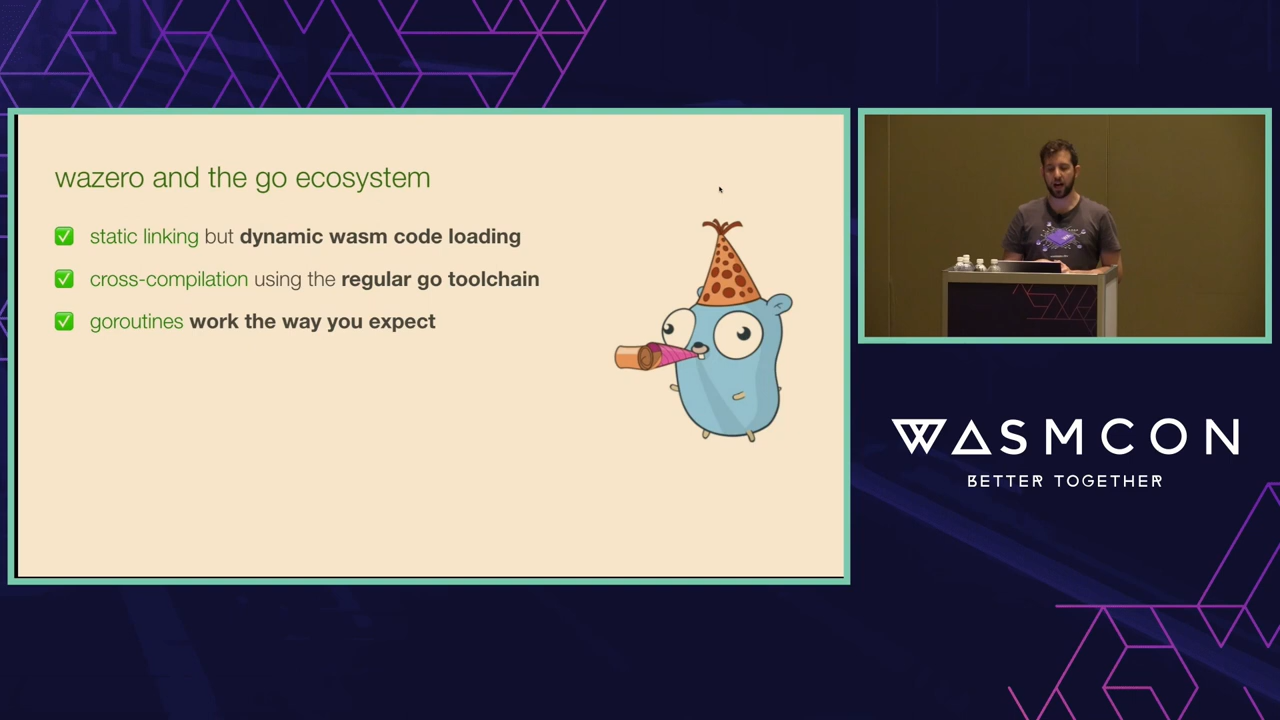 wazero and the go ecosystem
✅ static linking but dynamic wasm code loading
✅ cross-compilation using the regular go toolchain
✅ goroutines work the way you expect
WASMCON
BETTER TOGETHER